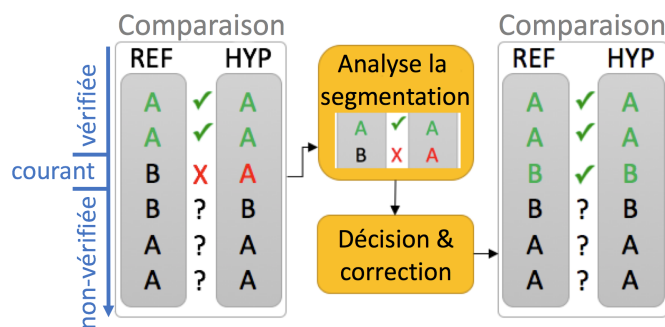 Comparaison
REF HYP
A ✓ A
A ✓ A
B X A
B ? B
A ? A
A ? A
vérifiée
courant
non-vérifiée
Analyse la
segmentation
A ✓ A
B X A
Décision &
correction
Comparaison
REF HYP
A ✓ A
A ✓ A
B ✓ B
B ? B
A ? A
A ? A